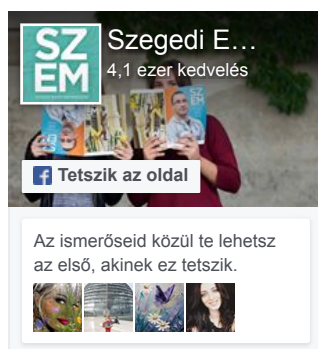 SZ
EM
Szegedi E…
4,1 ezer kedvelés
SZ
EM
Tetszik az oldal
Az ismerőseid közül te lehetsz
az első, akinek ez tetszik.